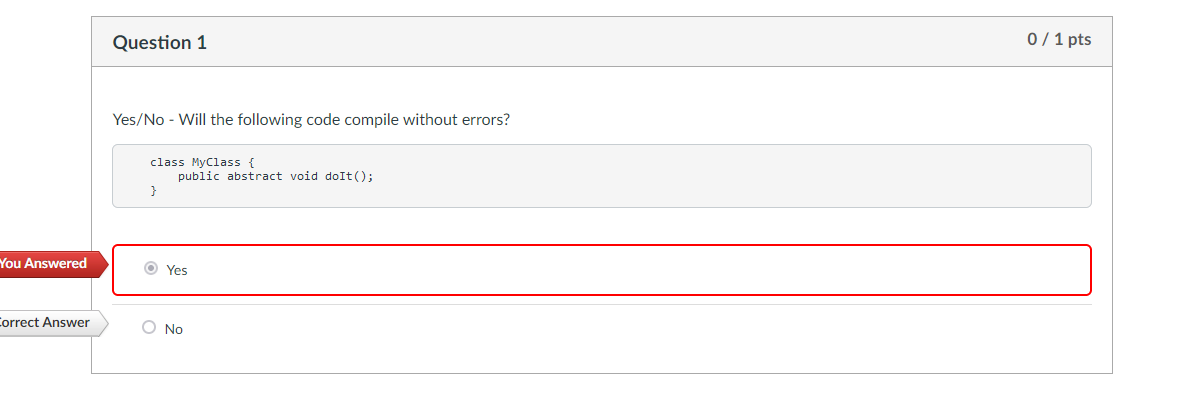 Question 1
0 / 1 pts
Yes/No - Will the following code compile without errors?
class MyClass {
    public abstract void doIt();
}
You Answered
Yes
orrect Answer
No